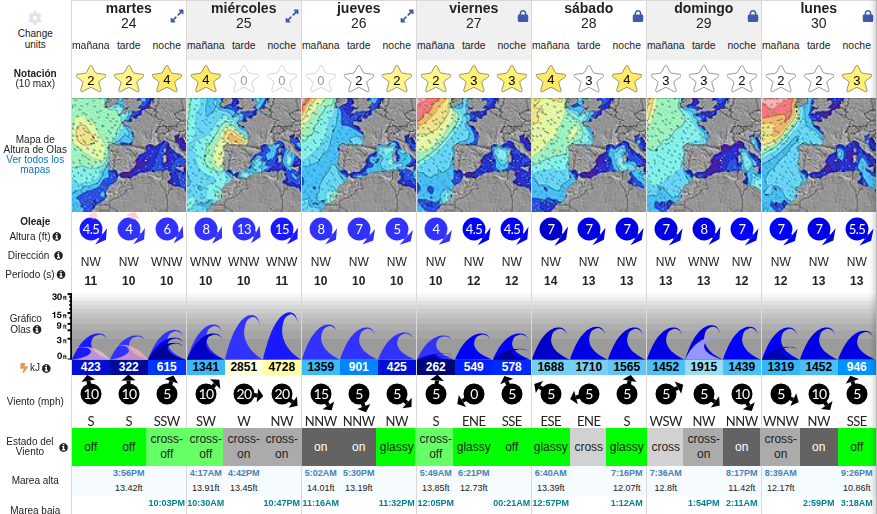 martes miércoles jueves viernes sábado domingo lunes
24 25 26 27 28 29 30
Change
units
mañana tarde noche mañana tarde noche mañana tarde noche mañana tarde noche mañana tarde noche mañana tarde noche mañana tarde noche
Notación
(10 max)
2 2 4 4 0 0 0 2 2 2 3 3 4 3 4 3 3 2 2 2 3
Mapa de
Altura de Olas
Ver todos los
mapas
Oleaje
Altura (ft)
4.5 4 6 8 13 15 8 7 5 4 4.5 4.5 7 7 7 7 8 7 7 7 5.5
Dirección
NW NW WNW WNW WNW WNW NW NW NW NW NW NW NW NW NW NW NW NW NW NW NW
Período (s)
11 10 10 10 10 11 10 10 10 10 12 12 14 13 13 13 13 12 12 13 13
30ft
15ft
9ft
3ft
0ft
Gráfico
Olas
kJ
423 322 615 1341 2851 4728 1359 901 425 262 549 578 1688 1710 1565 1452 1915 1439 1319 1452 946
Viento (mph)
10 10 5 10 20 20 15 5 5 5 0 5 5 5 5 5 5 10 5 10 5
S S SSW SW W NW NNW NNW NW S ENE SSE ESE ENE S WSW NW NNW WNW NW SSE
Estado del
Viento
off off cross-off cross-off cross-on cross-on on on glassy cross-off glassy off glassy cross glassy cross cross-on on cross-on on off
Marea alta
3:56PM 4:17AM 4:42PM 5:02AM 5:30PM 5:49AM 6:21PM 6:40AM 7:16PM 7:36AM 8:17PM 8:39AM 9:26PM
13.42ft 13.91ft 13.45ft 14.01ft 13.19ft 13.85ft 12.73ft 13.39ft 12.07ft 12.8ft 11.42ft 12.17ft 10.86ft
Marea baja
10:03PM 10:30AM 10:47PM 11:16AM 11:32PM 12:05PM 00:21AM 12:57PM 1:12AM 1:54PM 2:11AM 2:59PM 3:18AM